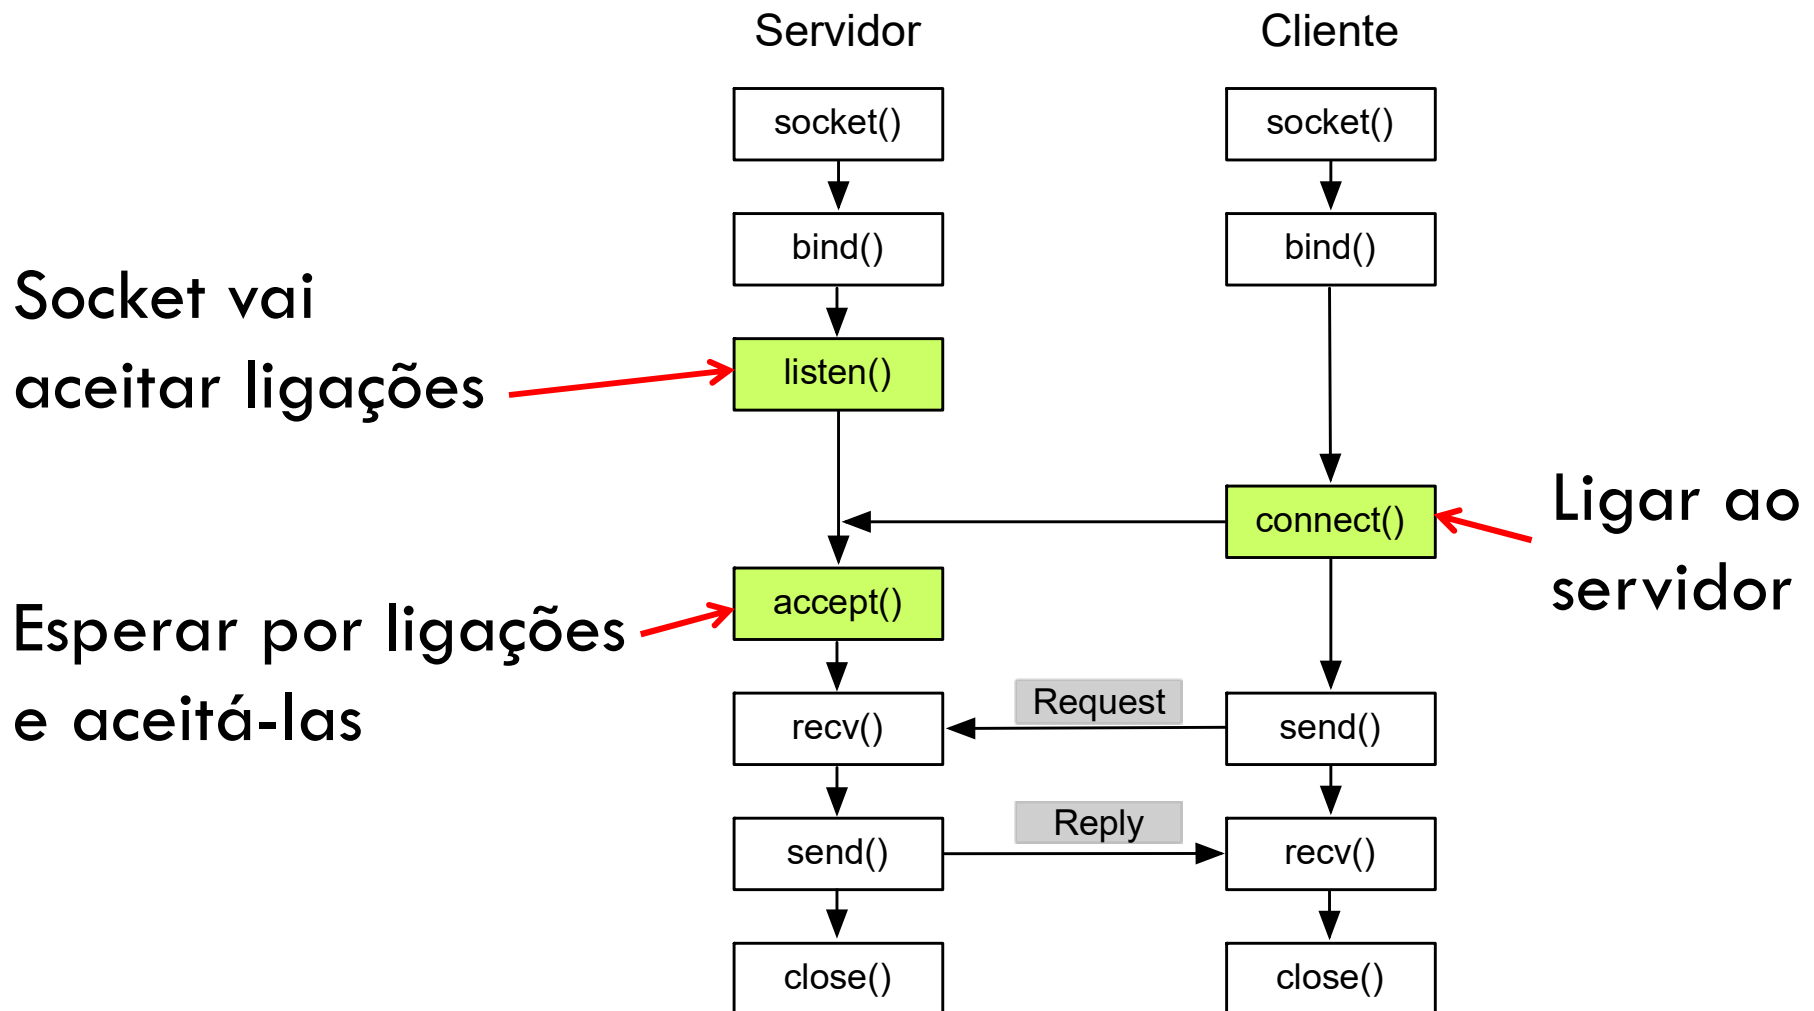 Servidor
Cliente
socket()
socket()
bind()
bind()
Socket vai
aceitar ligações
listen()
connect()
Ligar ao
servidor
accept()
Esperar por ligações
e aceitá-las
recv()
Request
send()
send()
Reply
recv()
close()
close()